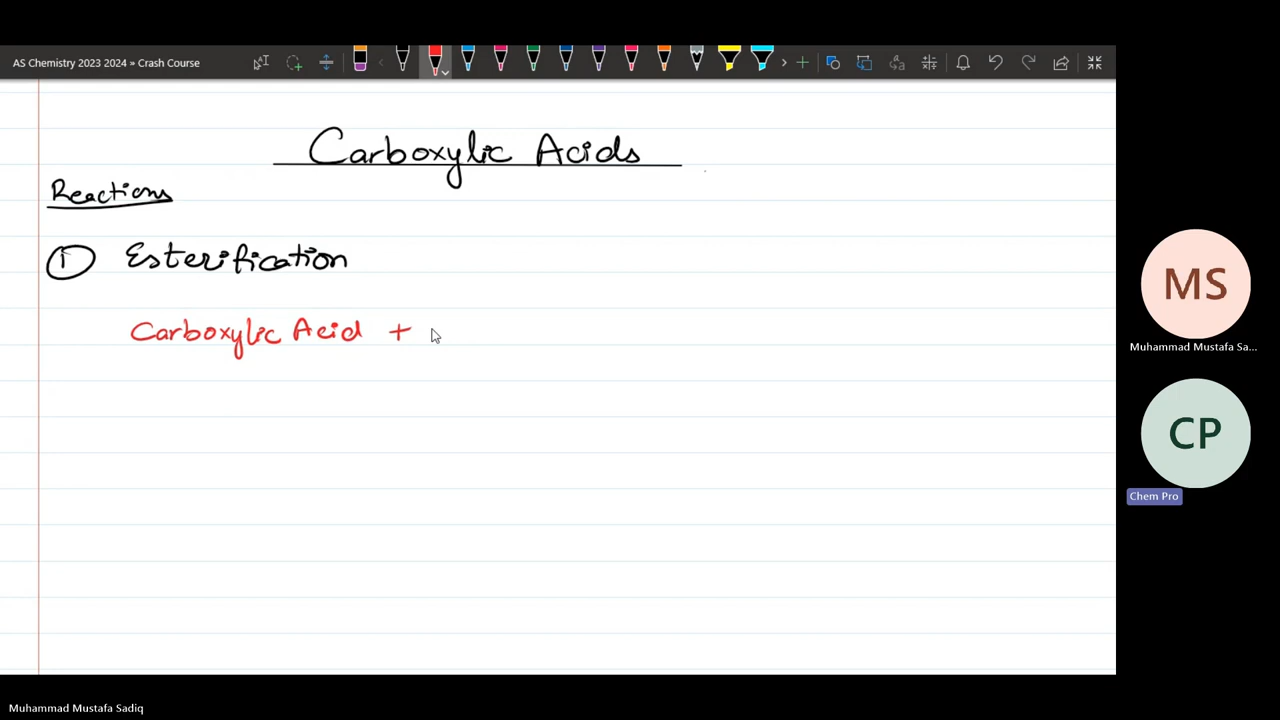 AS Chemistry 2023 2024 » Crash Course
Carboxylic Acids
Reactions
① Esterification
Carboxylic Acid +
MS
Muhammad Mustafa Sa...
CP
Chem Pro
Muhammad Mustafa Sadiq